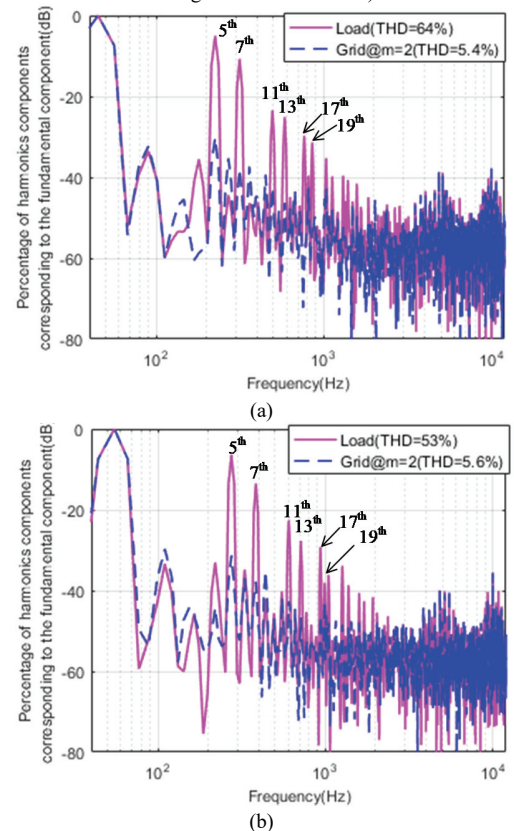 0
Load(THD=64%)
Grid@m=2(THD=5.4%)
5th
7th
11th
13th
17th
19th
-20
-40
-60
-80
10^2
10^3
10^4
Percentage of harmonics components
corresponding to the fundamental component(dB)
Frequency(Hz)
(a)
0
Load(THD=53%)
Grid@m=2(THD=5.6%)
5th
7th
11th
13th
17th
19th
-20
-40
-60
-80
10^2
10^3
10^4
Percentage of harmonics components
corresponding to the fundamental component(dB
Frequency(Hz)
(b)